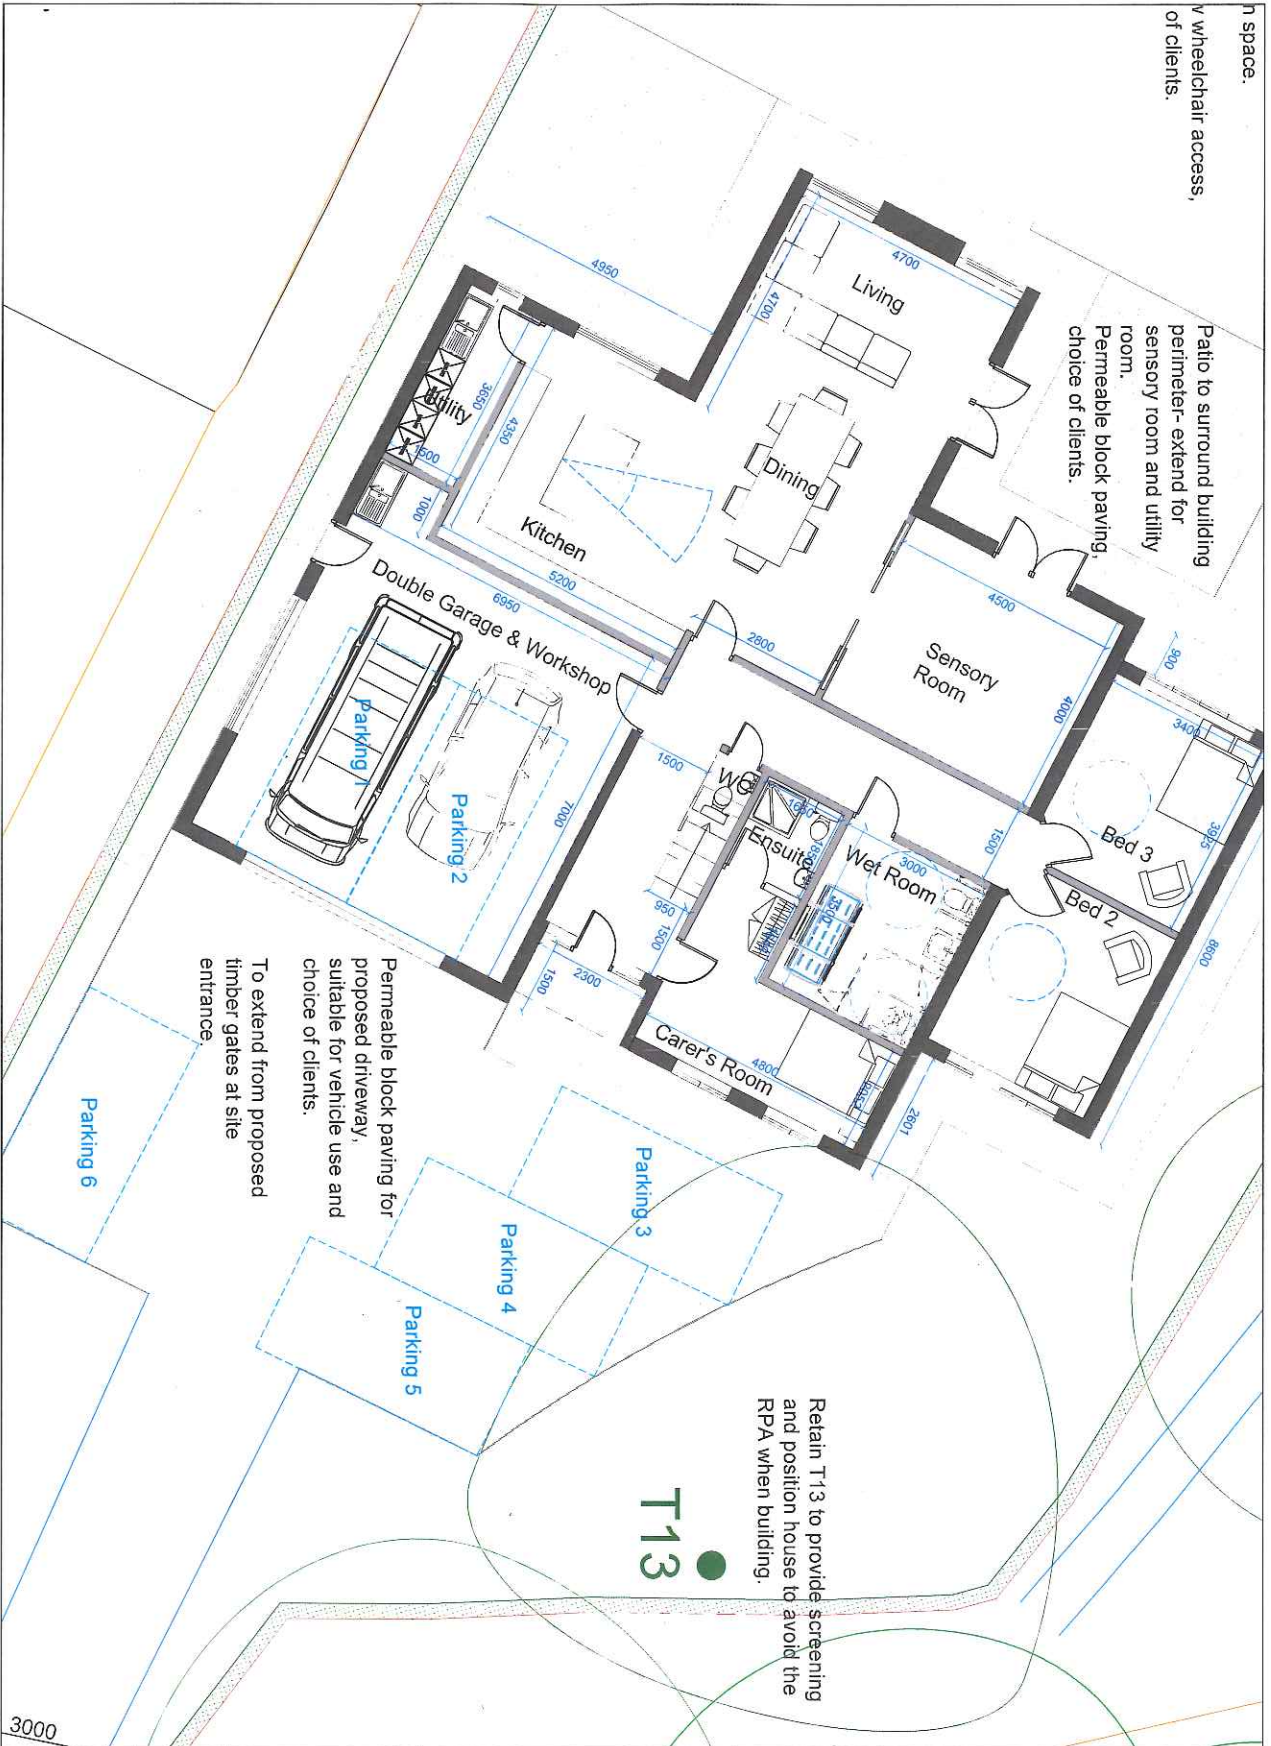 n space.
w wheelchair access,
of clients.
Patio to surround building
perimeter- extend for
sensory room and utility
room.
Permeable block paving,
choice of clients.
Living
4700
4700
4950
Dining
Utility
3650
4350
1500
1000
Kitchen
5200
6950
Double Garage & Workshop
2800
Sensory
Room
4500
4000
900
3400
3925
Bed 3
Bed 2
8600
1500
1500
WC
1650
Ensuite
1850
Wet Room
3000
3500
950
1500
2300
1500
Carer's Room
4800
2601
7000
Parking 1
Parking 2
Permeable block paving for
proposed driveway,
suitable for vehicle use and
choice of clients.
To extend from proposed
timber gates at site
entrance
Parking 3
Parking 4
Parking 5
Parking 6
Retain T13 to provide screening
and position house to avoid the
RPA when building.
T13
3000